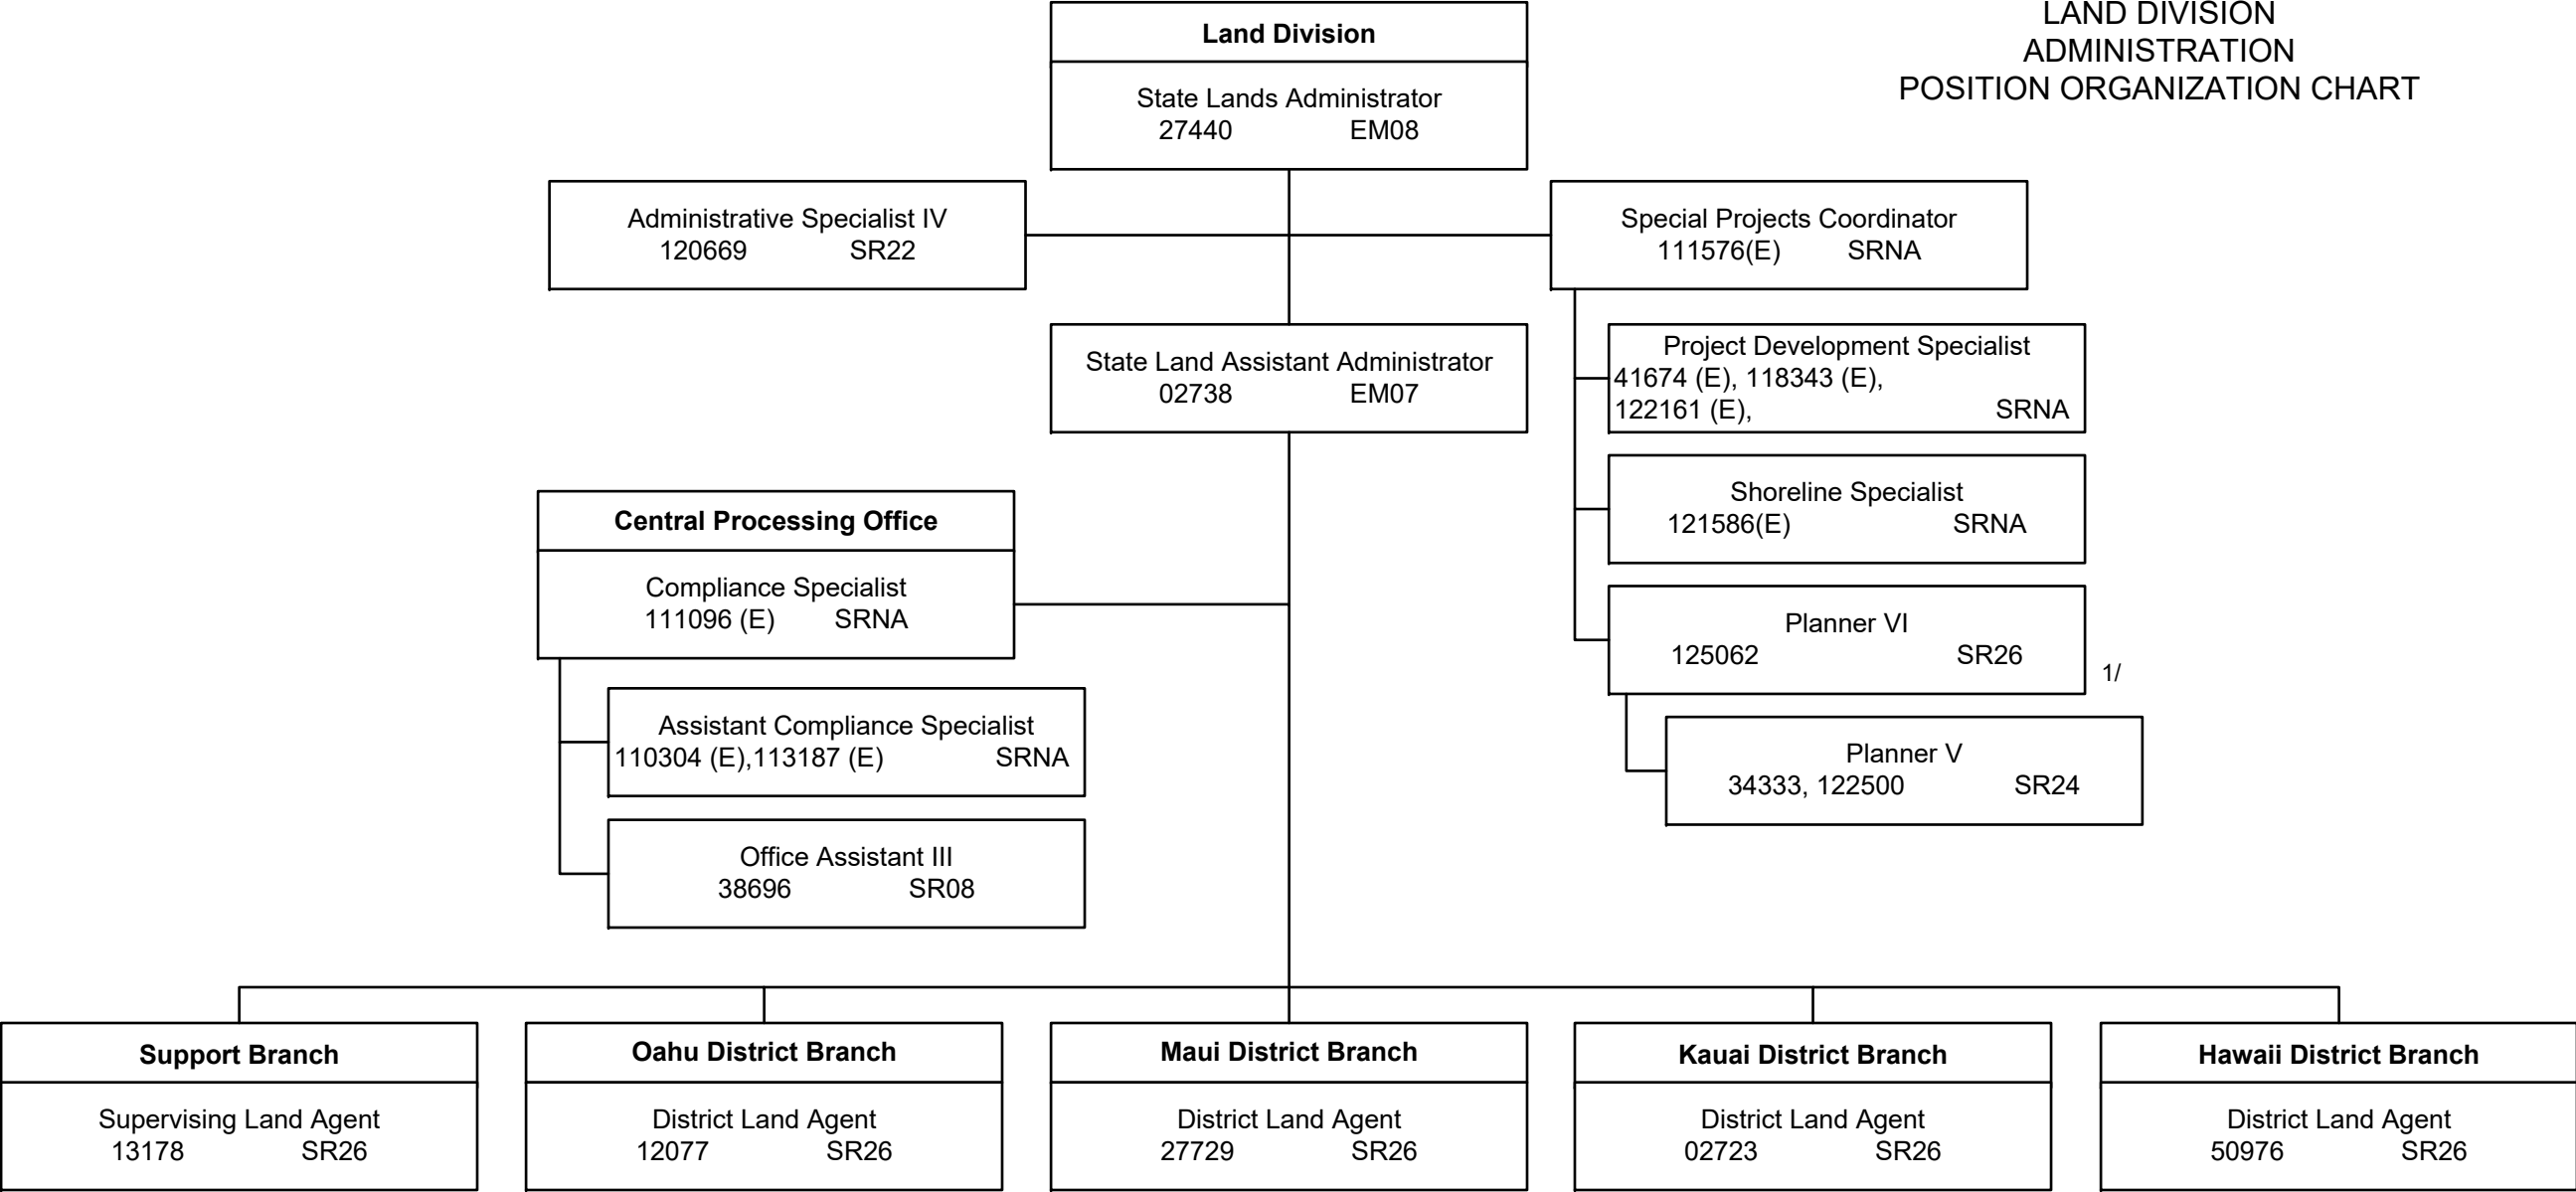 LAND DIVISION
ADMINISTRATION
POSITION ORGANIZATION CHART
Land Division
State Lands Administrator
27440 EM08
Administrative Specialist IV
120669 SR22
Special Projects Coordinator
111576(E) SRNA
State Land Assistant Administrator
02738 EM07
Project Development Specialist
41674 (E), 118343 (E),
122161 (E), SRNA
Shoreline Specialist
121586(E) SRNA
Planner VI
125062 SR26
1/
Planner V
34333, 122500 SR24
Central Processing Office
Compliance Specialist
111096 (E) SRNA
Assistant Compliance Specialist
110304 (E),113187 (E) SRNA
Office Assistant III
38696 SR08
Support Branch
Supervising Land Agent
13178 SR26
Oahu District Branch
District Land Agent
12077 SR26
Maui District Branch
District Land Agent
27729 SR26
Kauai District Branch
District Land Agent
02723 SR26
Hawaii District Branch
District Land Agent
50976 SR26